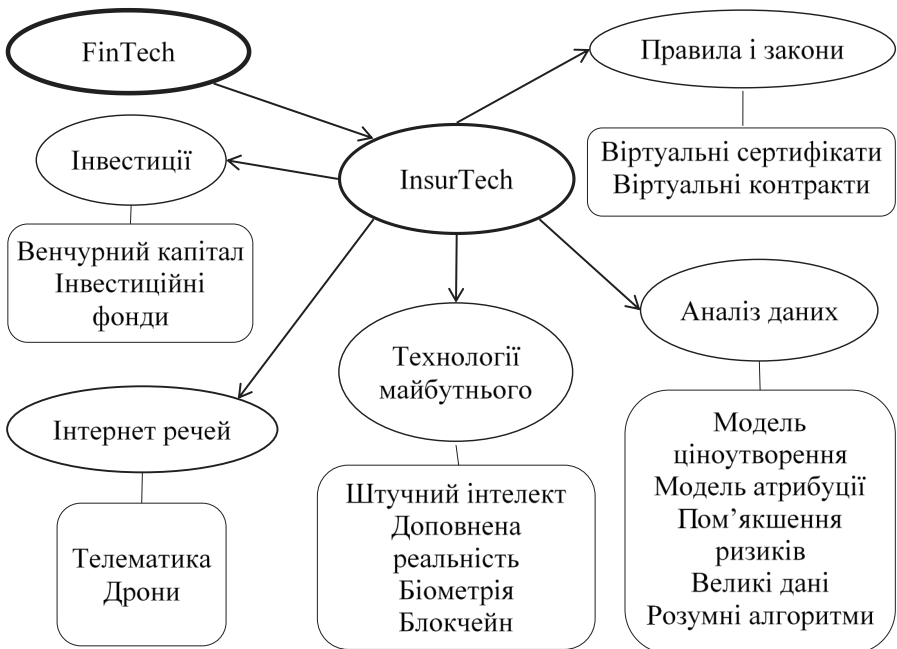 FinTech
Правила і закони
Інвестиції
InsurTech
Віртуальні сертифікати
Віртуальні контракти
Венчурний капітал
Інвестиційні
фонди
Аналіз даних
Технології
майбутнього
Інтернет речей
Модель
ціноутворення
Модель атрибуції
Пом’якшення
ризиків
Великі дані
Розумні алгоритми
Штучний інтелект
Доповнена
реальність
Біометрія
Блокчейн
Телематика
Дрони